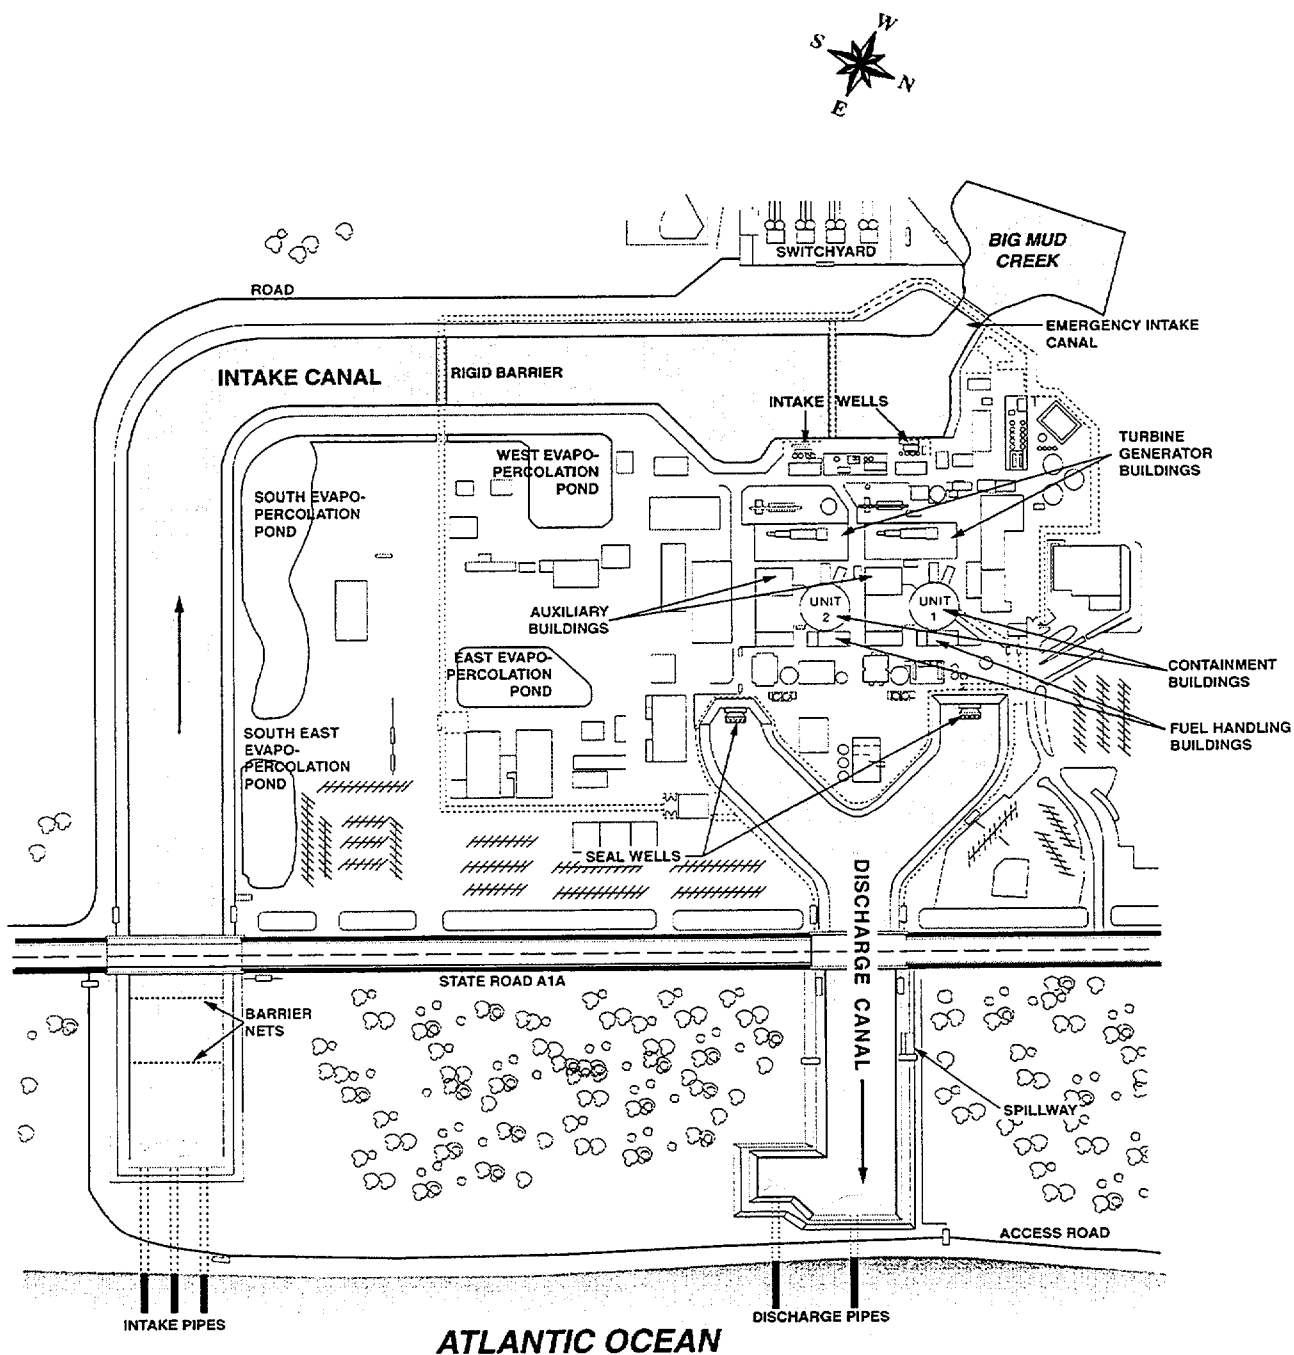 W
S
N
E
BIG MUD
CREEK
SWITCHYARD
ROAD
EMERGENCY INTAKE
CANAL
INTAKE CANAL
RIGID BARRIER
INTAKE WELLS
TURBINE
GENERATOR
BUILDINGS
WEST EVAPO-
PERCOLATION
POND
SOUTH EVAPO-
PERCOLATION
POND
AUXILIARY
BUILDINGS
UNIT
2
UNIT
1
CONTAINMENT
BUILDINGS
EAST EVAPO-
PERCOLATION
POND
FUEL HANDLING
BUILDINGS
SOUTH EAST
EVAPO-
PERCOLATION
POND
SEAL WELLS
DISCHARGE CANAL
STATE ROAD A1A
BARRIER
NETS
SPILLWAY
ACCESS ROAD
INTAKE PIPES
DISCHARGE PIPES
ATLANTIC OCEAN